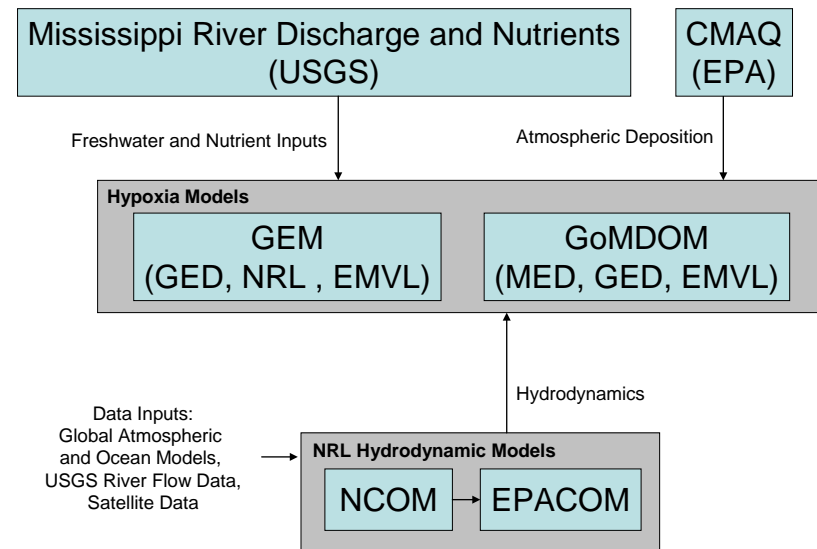 Mississippi River Discharge and Nutrients
(USGS)
CMAQ
(EPA)
Freshwater and Nutrient Inputs
Atmospheric Deposition
Hypoxia Models
GEM
(GED, NRL , EMVL)
GoMDOM
(MED, GED, EMVL)
Hydrodynamics
Data Inputs:
Global Atmospheric
and Ocean Models,
USGS River Flow Data,
Satellite Data
NRL Hydrodynamic Models
NCOM
EPACOM